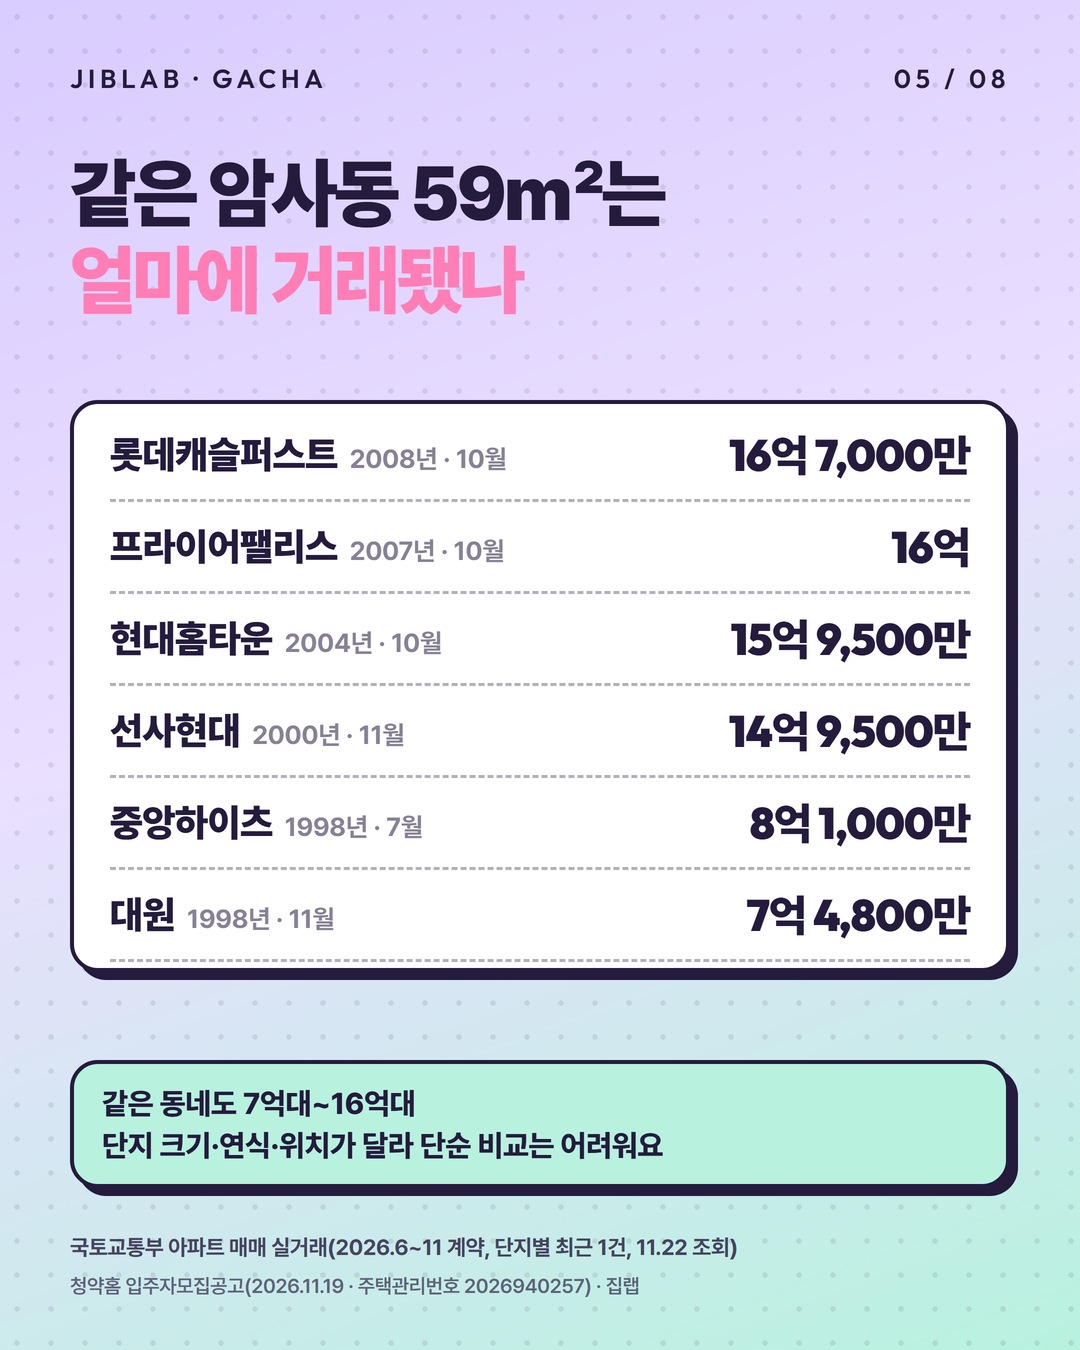 JIBLAB · GACHA
05 / 08
같은 암사동 59m²는
얼마에 거래됐나
롯데캐슬퍼스트 2008년 · 10월 16억 7,000만
프라이어팰리스 2007년 · 10월 16억
현대홈타운 2004년 · 10월 15억 9,500만
선사현대 2000년 · 11월 14억 9,500만
중앙하이츠 1998년 · 7월 8억 1,000만
대원 1998년 · 11월 7억 4,800만
같은 동네도 7억대~16억대
단지 크기·연식·위치가 달라 단순 비교는 어려워요
국토교통부 아파트 매매 실거래(2026.6~11 계약, 단지별 최근 1건, 11.22 조회)
청약홈 입주자모집공고(2026.11.19 · 주택관리번호 2026940257) · 집랩